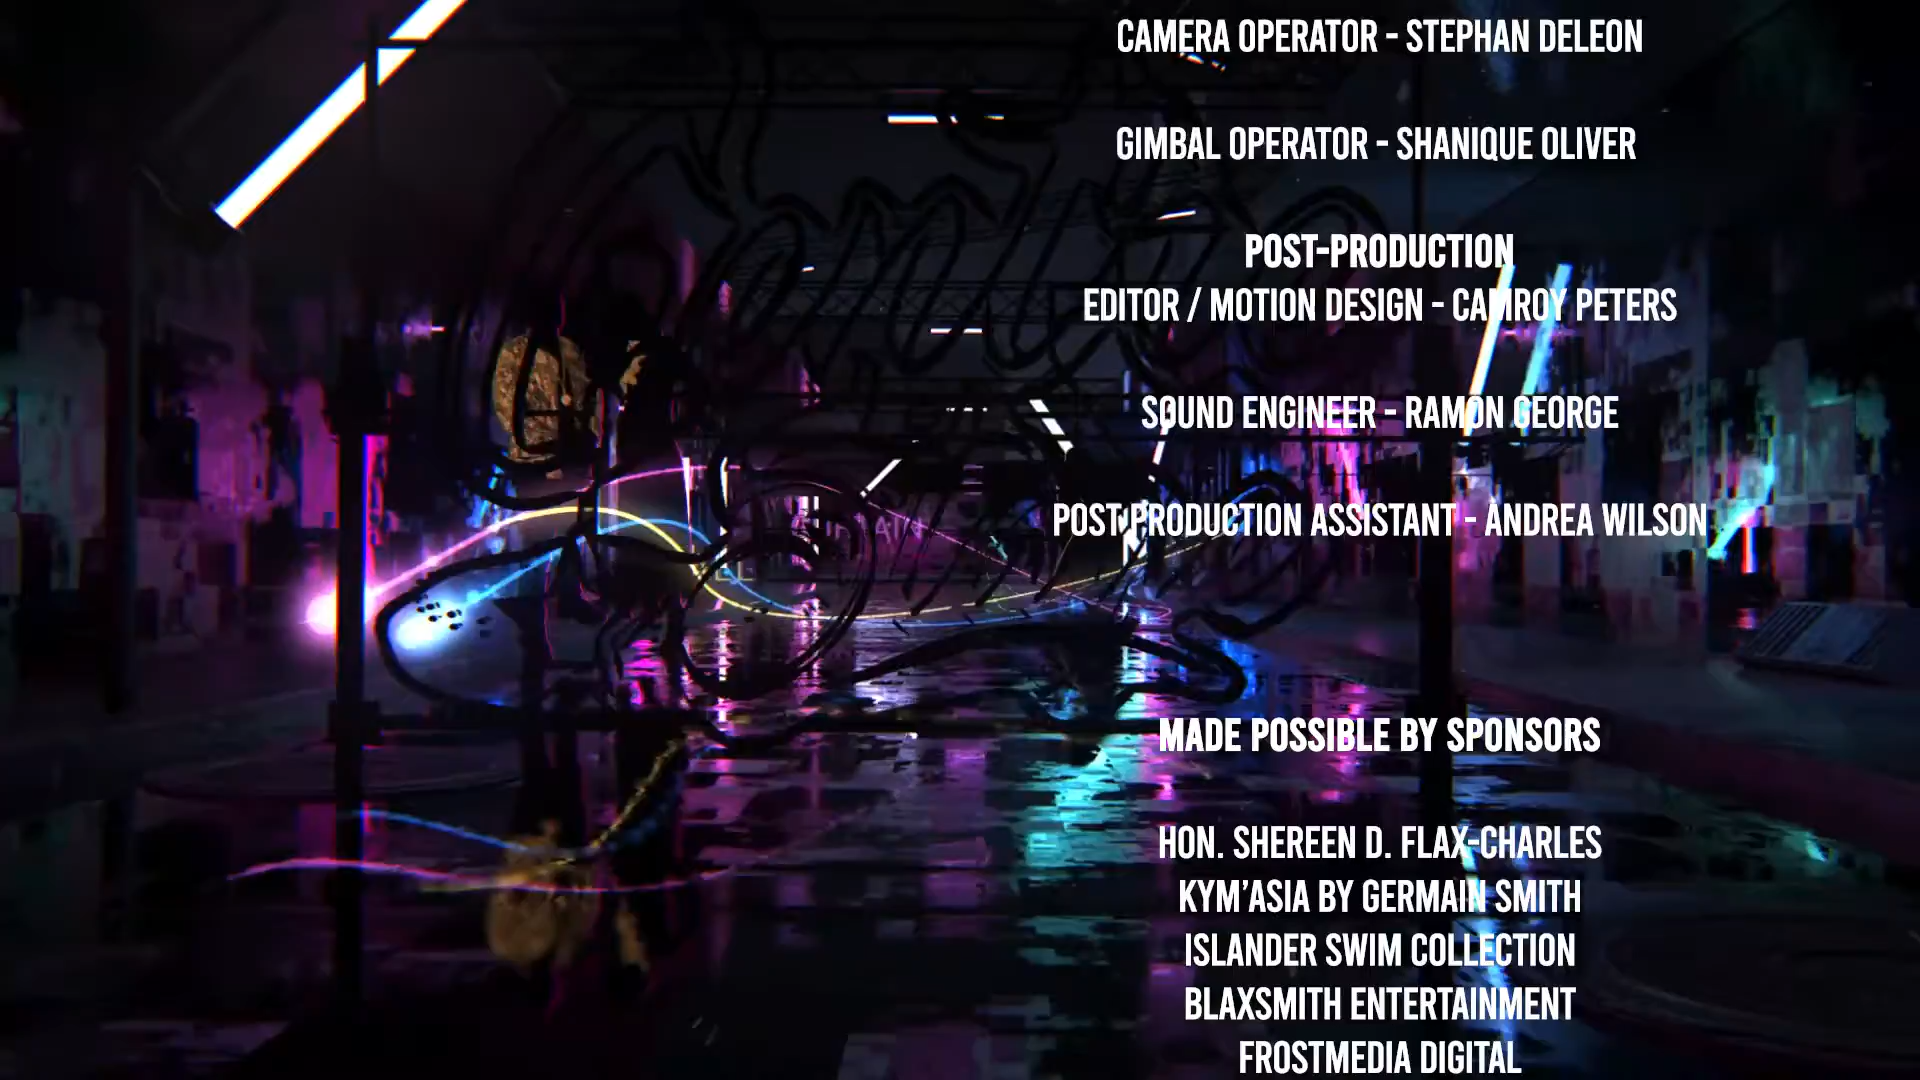 CAMERA OPERATOR - STEPHAN DELEON
GIMBAL OPERATOR - SHANIQUE OLIVER
POST-PRODUCTION
EDITOR / MOTION DESIGN - CAMROY PETERS
SOUND ENGINEER - RAMON GEORGE
POST PRODUCTION ASSISTANT - ANDREA WILSON
MADE POSSIBLE BY SPONSORS
HON. SHEREEN D. FLAX-CHARLES
KYM'ASIA BY GERMAIN SMITH
ISLANDER SWIM COLLECTION
BLAXSMITH ENTERTAINMENT
FROSTMEDIA DIGITAL